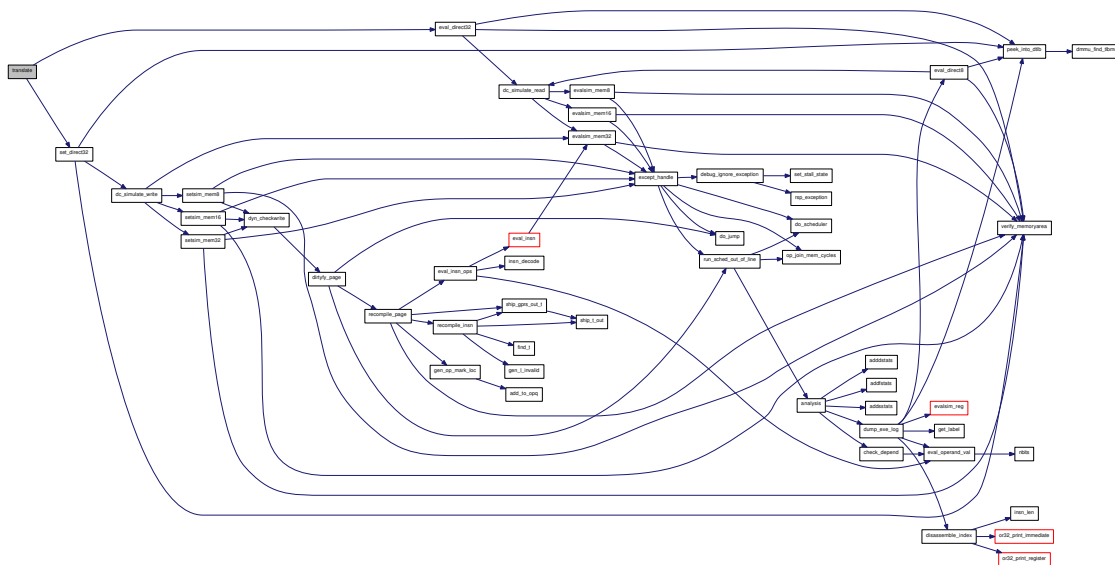 translate
set_direct32
dc_simulate_write
setsim_mem8
setsim_mem16
setsim_mem32
dyn_checkwrite
dirtyfy_page
recompile_page
eval_direct32
eval_insn_ops
recompile_insn
gen_op_mark_loc
eval_insn
insn_decode
ship_gprs_out_t
find_t
gen_l_invalid
add_to_opq
ship_t_out
dc_simulate_read
evalsim_mem8
evalsim_mem16
evalsim_mem32
except_handle
debug_ignore_exception
set_stall_state
rep_exception
do_scheduler
do_jump
run_sched_out_of_line
op_join_mem_cycles
analysis
adddstats
addfstats
addsstats
dump_exe_log
check_depend
eval_direct8
evalsim_reg
get_label
eval_operand_val
nbits
disassemble_index
insn_len
or32_print_immediate
or32_print_register
peek_into_dtlb
verify_memoryarea